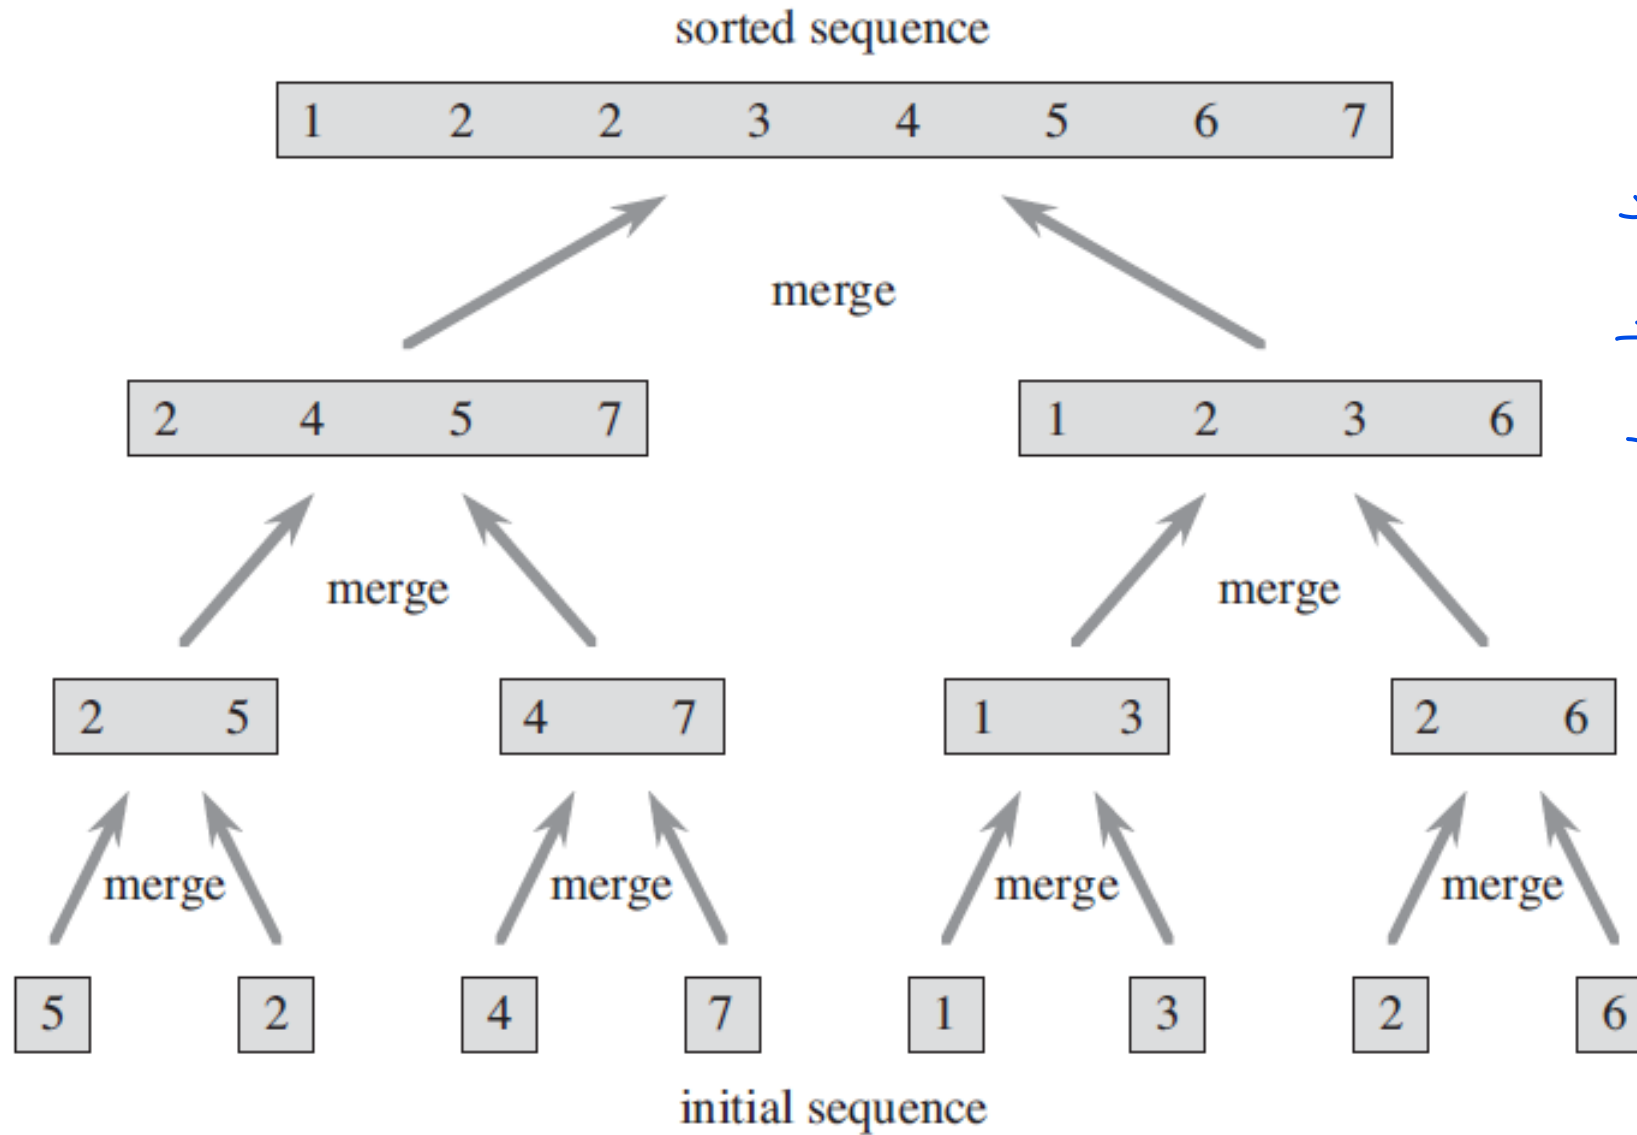 sorted sequence
1 2 2 3 4 5 6 7
merge
2 4 5 7
1 2 3 6
merge
merge
2 5
4 7
1 3
2 6
merge
merge
merge
merge
5
2
4
7
1
3
2
6
initial sequence